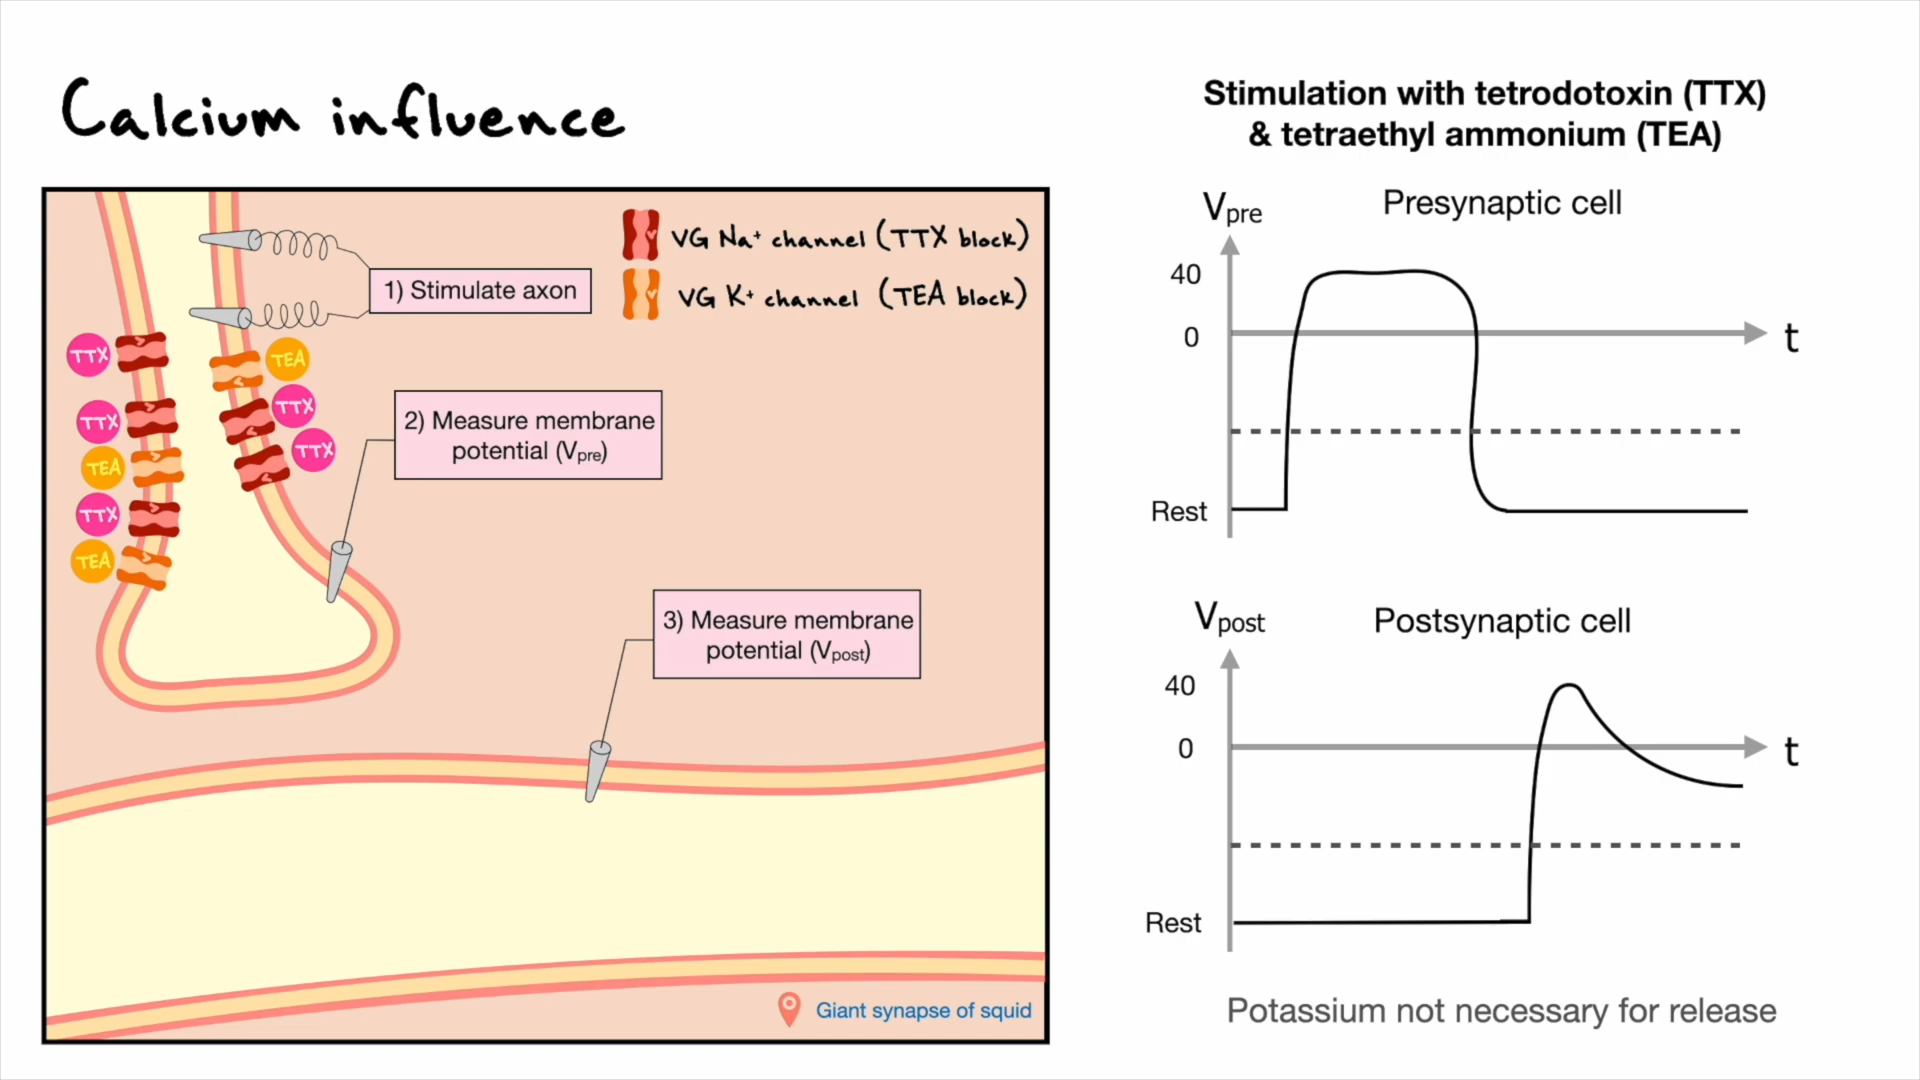 Calcium influence
VG Na⁺ channel (TTX block)
VG K⁺ channel (TEA block)
1) Stimulate axon
TTX
TEA
TTX
TTX
TTX
TEA
TTX
TEA
2) Measure membrane
potential (Vpre)
3) Measure membrane
potential (Vpost)
Giant synapse of squid
Stimulation with tetrodotoxin (TTX)
& tetraethyl ammonium (TEA)
Vpre
Presynaptic cell
40
0
t
Rest
Vpost
Postsynaptic cell
40
0
t
Rest
Potassium not necessary for release